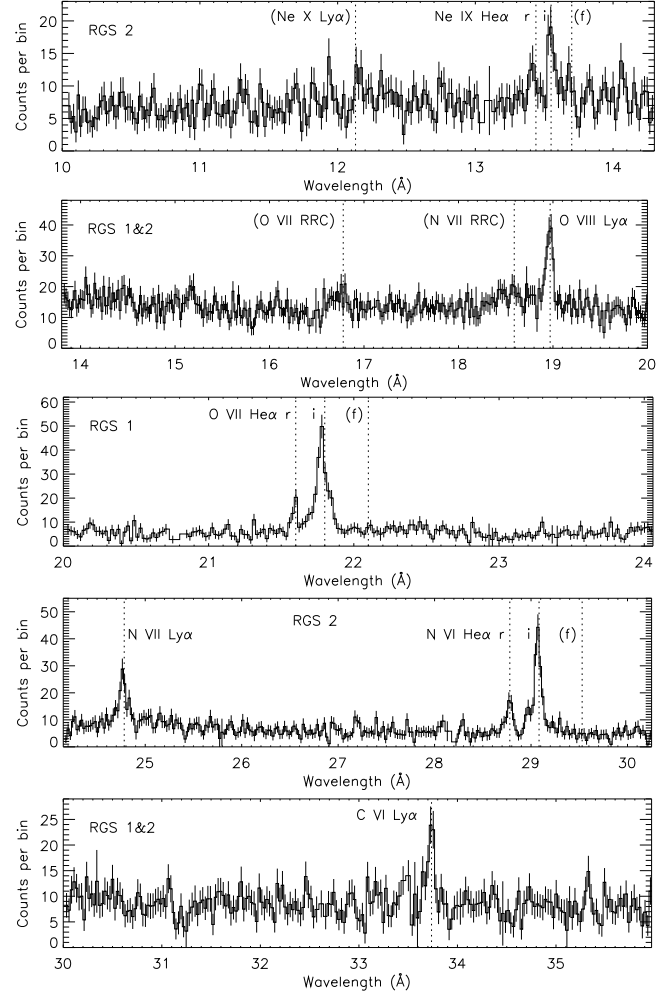 (Ne X Lyα) Ne IX Heα r i (f)
RGS 2
20
15
10
5
0
Counts per bin
10 11 12 13 14
Wavelength (Å)
RGS 1&2 (O VII RRC) (N VII RRC) O VIII Lyα
40
30
20
10
0
Counts per bin
14 15 16 17 18 19 20
Wavelength (Å)
O VII Heα r i (f)
RGS 1
60
50
40
30
20
10
0
Counts per bin
20 21 22 23 24
Wavelength (Å)
RGS 2
N VII Lyα N VI Heα r i (f)
50
40
30
20
10
0
Counts per bin
25 26 27 28 29 30
Wavelength (Å)
C VI Lyα
RGS 1&2
25
20
15
10
5
0
Counts per bin
30 31 32 33 34 35
Wavelength (Å)